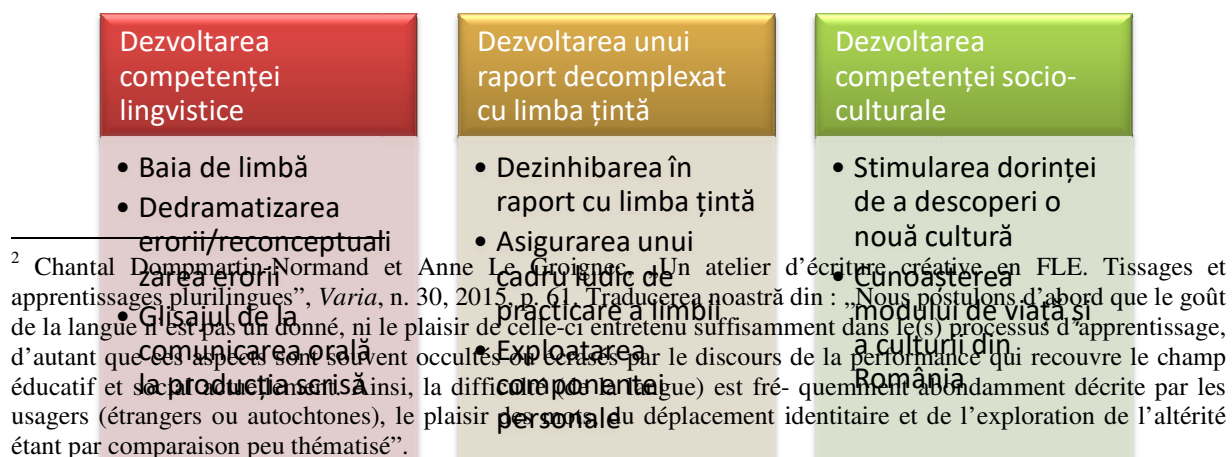 Dezvoltarea
competenței
lingvistice
• Baia de limbă
• Dedramatizarea
erorii/reconceptuali
zarea erorii
• Glisajul de la
comunicarea orală
la producția scrisă
Dezvoltarea unui
raport decomplexat
cu limba țintă
• Dezinhibarea în
raport cu limba țintă
• Asigurarea unui
cadru ludic de
practicare a limbii
• Exploatarea
componentei
personale
Dezvoltarea
competenței socio-
culturale
• Stimularea dorinței
de a descoperi o
nouă cultură
• Cunoașterea
modului de viață și
a culturii din
România
2 Chantal Dompmartin-Normand et Anne Le Groignec, „Un atelier d’écriture créative en FLE. Tissages et
apprentissages plurilingues”, Varia, n. 30, 2015, p. 61. Traducerea noastră din : „Nous postulons d’abord que le goût
de la langue n’est pas un donné, ni le plaisir de celle-ci entretenu suffisamment dans le(s) processus d’apprentissage,
d’autant que ces aspects sont souvent occultés ou écrasés par le discours de la performance qui recouvre le champ
éducatif et social actuellement. Ainsi, la difficulté (de la langue) est fré- quemment abondamment décrite par les
usagers (étrangers ou autochtones), le plaisir des mots, du déplacement identitaire et de l’exploration de l’altérité
étant par comparaison peu thématisé”.